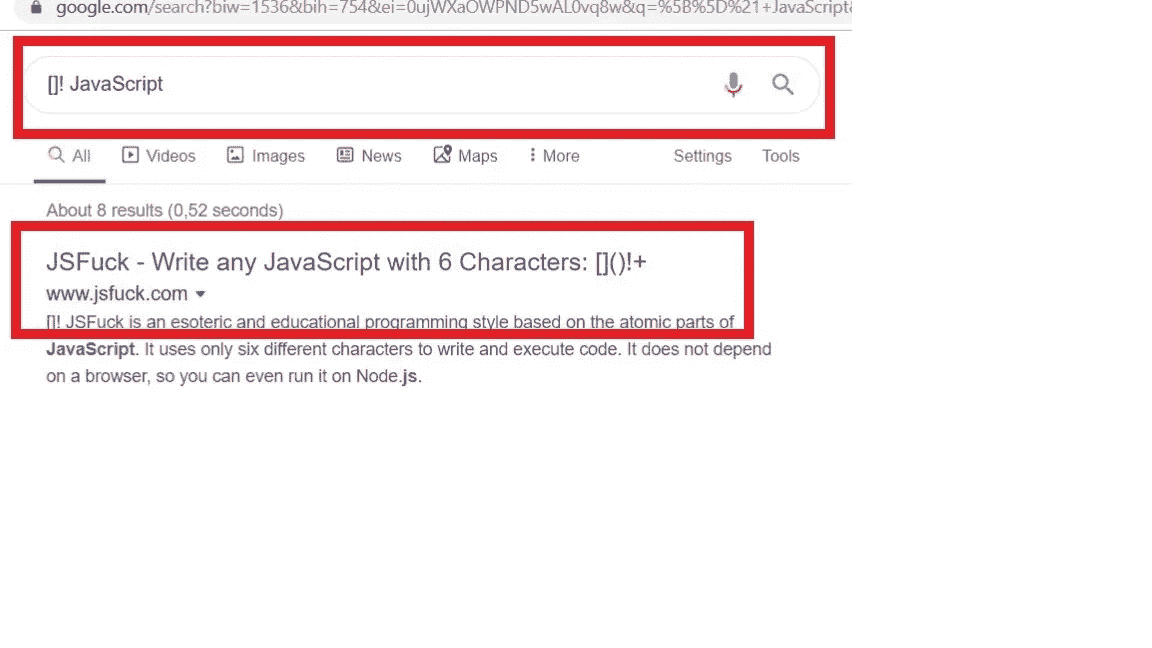 google.com/search?biw=1536&bih=754&ei=0ujWXaOWPND5wAL0vq8w&q=%5B%5D%21+JavaScript&
[]! JavaScript
All Videos Images News Maps More Settings Tools
About 8 results (0,52 seconds)
JSFuck - Write any JavaScript with 6 Characters: []()!+
www.jsfuck.com
[]! JSFuck is an esoteric and educational programming style based on the atomic parts of
JavaScript. It uses only six different characters to write and execute code. It does not depend
on a browser, so you can even run it on Node.js.